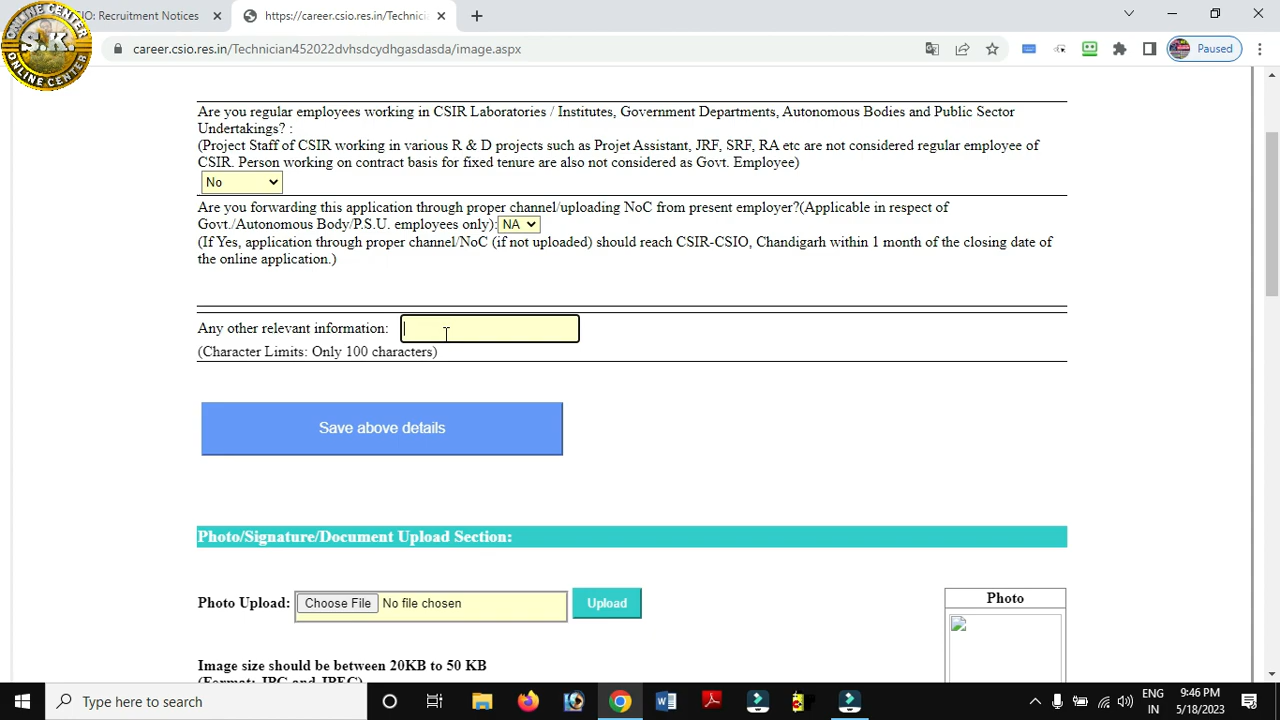 IO: Recruitment Notices
https://career.csio.res.in/Technici
ONLINE CENTER
S.K.
ONLINE CENTER
career.csio.res.in/Technician452022dvhsdcydhgasdasda/image.aspx
Paused
Are you regular employees working in CSIR Laboratories / Institutes, Government Departments, Autonomous Bodies and Public Sector
Undertakings? :
(Project Staff of CSIR working in various R & D projects such as Projet Assistant, JRF, SRF, RA etc are not considered regular employee of
CSIR. Person working on contract basis for fixed tenure are also not considered as Govt. Employee)
No
Are you forwarding this application through proper channel/uploading NoC from present employer?(Applicable in respect of
Govt./Autonomous Body/P.S.U. employees only): NA
(If Yes, application through proper channel/NoC (if not uploaded) should reach CSIR-CSIO, Chandigarh within 1 month of the closing date of
the online application.)
Any other relevant information:
(Character Limits: Only 100 characters)
Save above details
Photo/Signature/Document Upload Section:
Photo Upload: Choose File No file chosen Upload
Photo
Image size should be between 20KB to 50 KB
(Format: JPG and JPEG)
Type here to search
ENG
IN
9:46 PM
5/18/2023